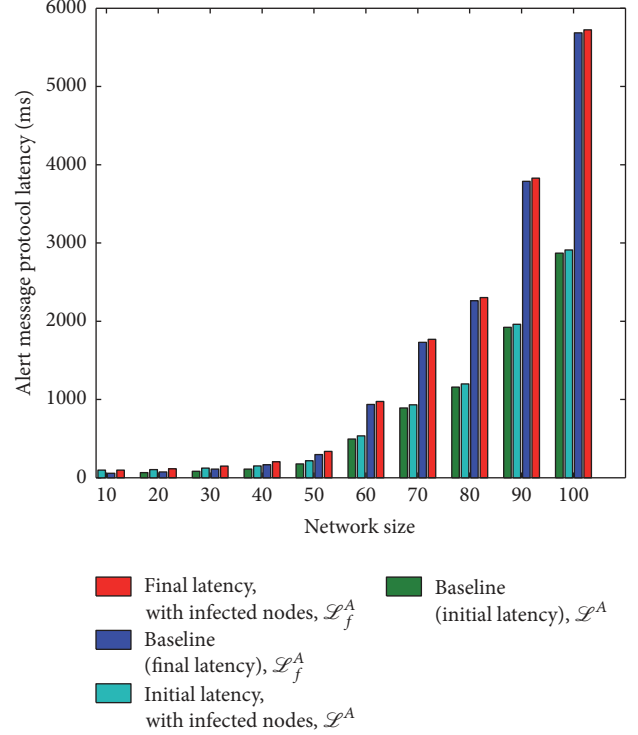 6000
5000
4000
3000
2000
1000
0
Alert message protocol latency (ms)
10 20 30 40 50 60 70 80 90 100
Network size
Final latency,
with infected nodes, ℒ_f^A
Baseline
(final latency), ℒ_f^A
Initial latency,
with infected nodes, ℒ^A
Baseline
(initial latency), ℒ^A